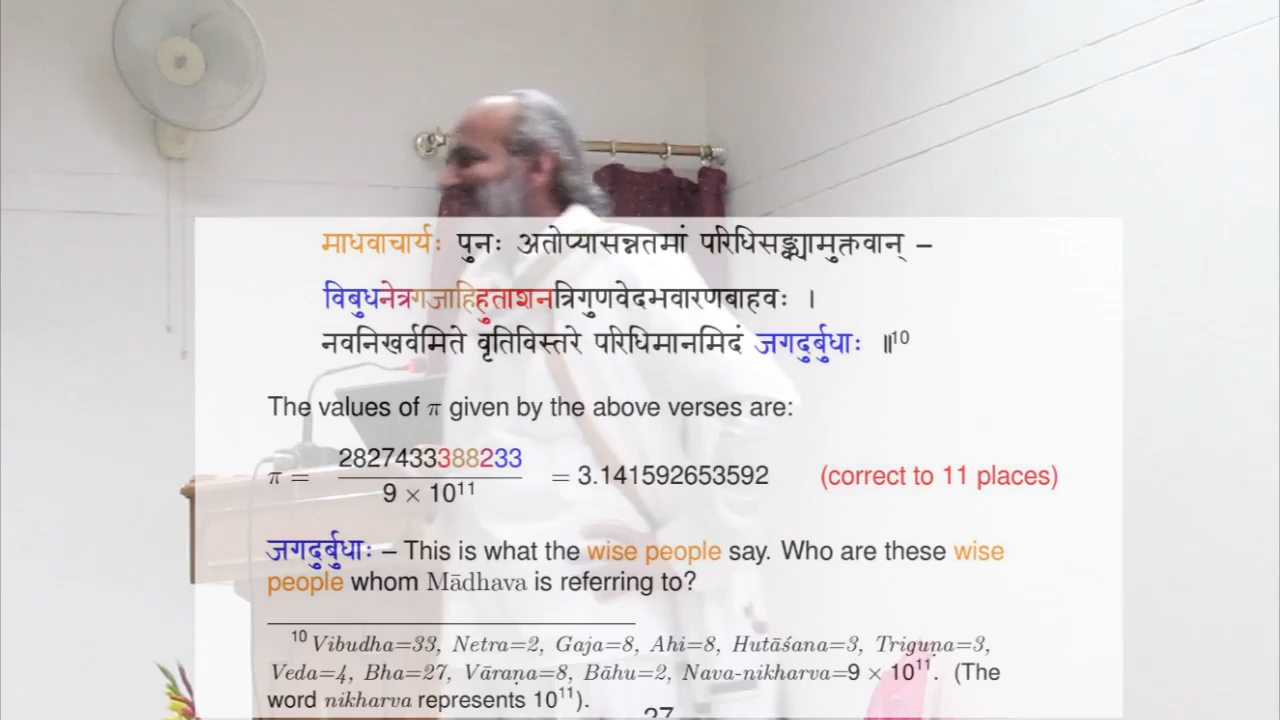 माधवाचार्यः पुनः अतोप्यासन्नतमां परिधिसङ्ख्यामुक्तवान् –
विबुधनेत्रगजाहिहुताशनत्रिगुणवेदभवारणबाहवः ।
नवनिखर्वमिते वृतिविस्तरे परिधिमानमिदं जगदुर्बुधाः ॥10
The values of π given by the above verses are:
π = 2827433388233 / 9 × 10^11 = 3.141592653592 (correct to 11 places)
जगदुर्बुधाः – This is what the wise people say. Who are these wise
people whom Mādhava is referring to?
10 Vibudha=33, Netra=2, Gaja=8, Ahi=8, Hutāśana=3, Triguṇa=3,
Veda=4, Bha=27, Vāraṇa=8, Bāhu=2, Nava-nikharva=9 × 10^11. (The
word nikharva represents 10^11).
27